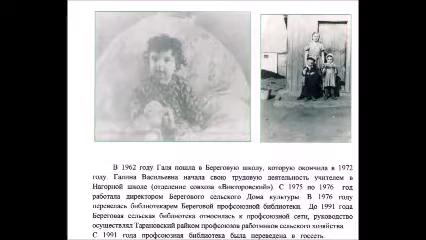 В 1962 году Галя пошла в Береговую школу, которую окончила в 1972
году. Галина Васильевна начала свою трудовую деятельность учителем в
Нагорной школе (отделение совхоза «Викторовский»). С 1975 по 1976 год
работала директором Берегового сельского Дома культуры. В 1976 году
перевелась библиотекарем Береговой профсоюзной библиотеки. До 1991 года
Береговая сельская библиотека относилась к профсоюзной сети, руководство
осуществлял Тарановский райком профсоюзов работников сельского хозяйства.
С 1991 года профсоюзная библиотека была переведена в госсеть.